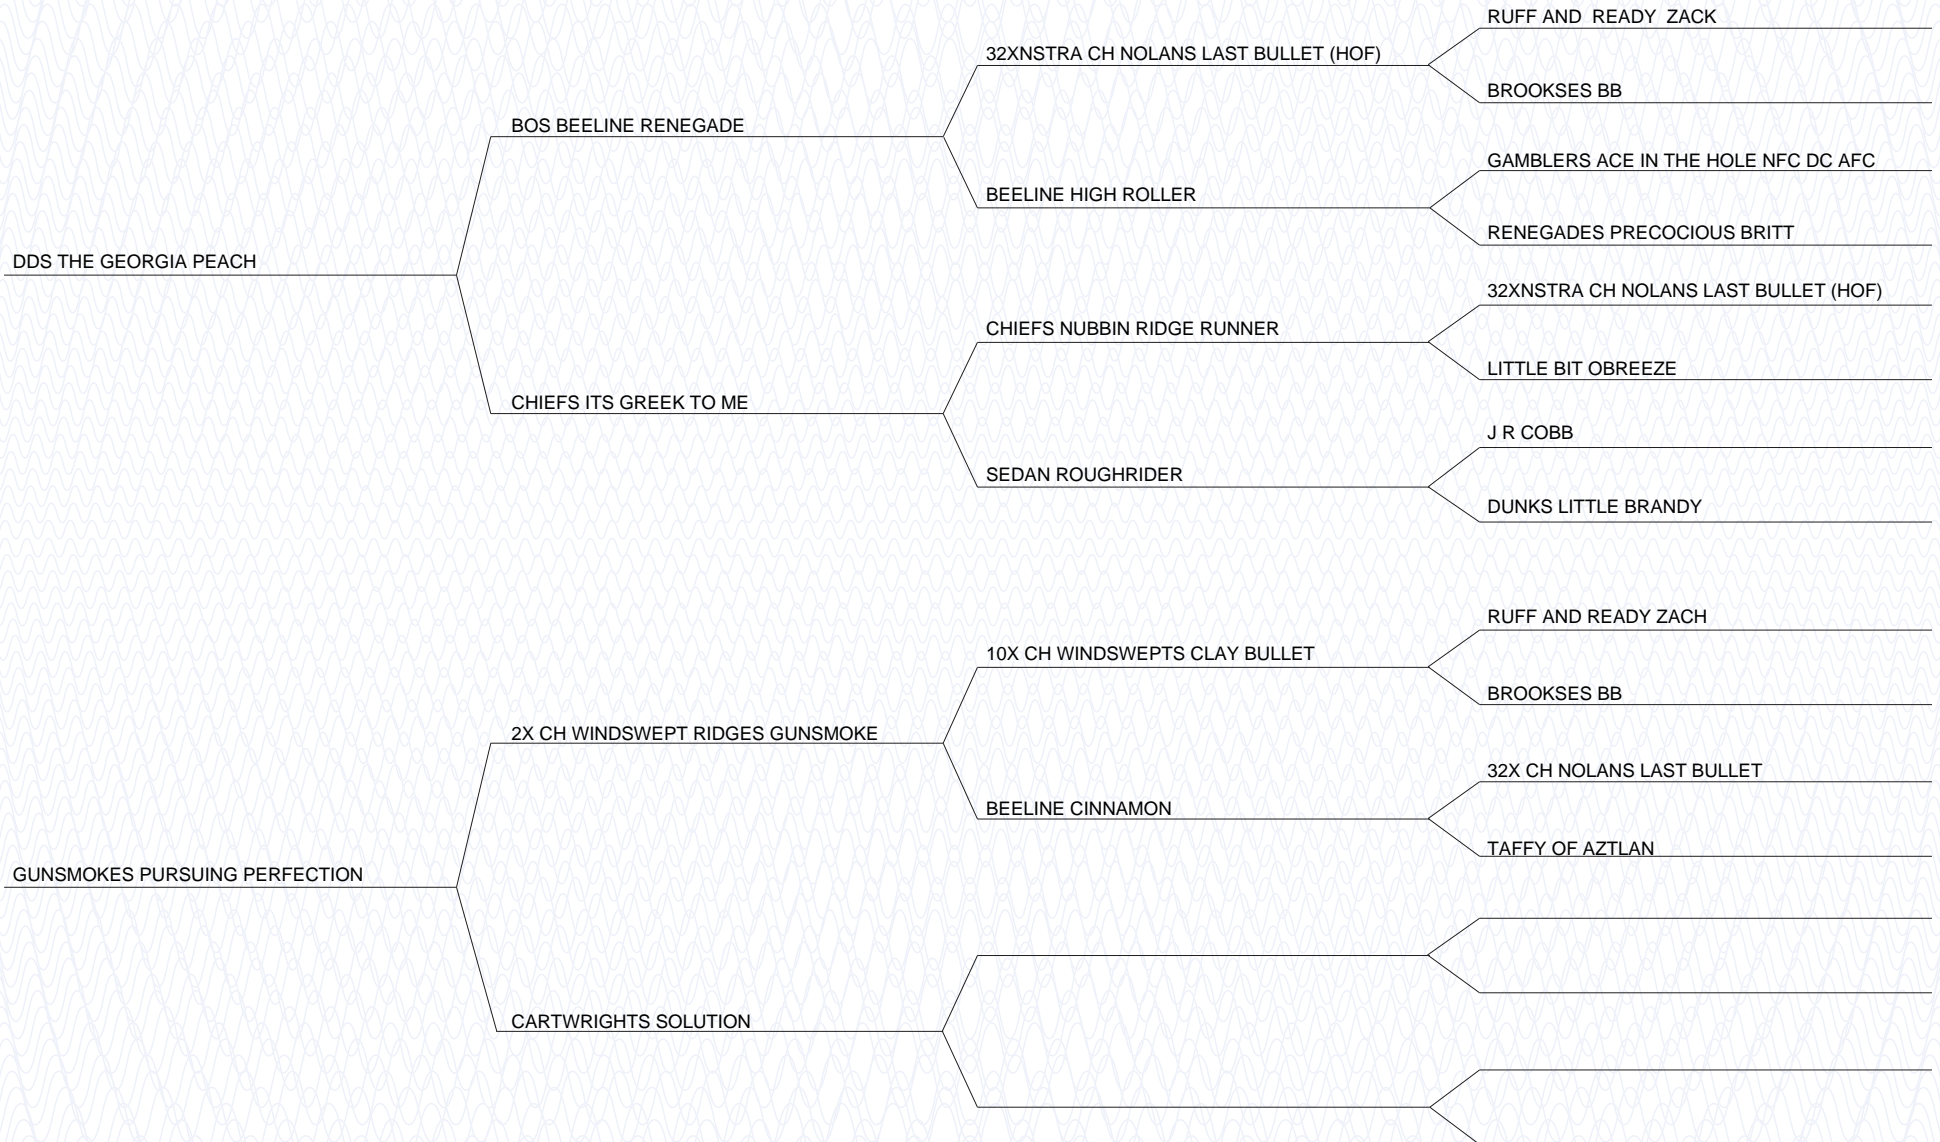 RUFF AND  READY  ZACK
32XNSTRA CH NOLANS LAST BULLET (HOF)
BROOKSES BB
BOS BEELINE RENEGADE
GAMBLERS ACE IN THE HOLE NFC DC AFC
BEELINE HIGH ROLLER
RENEGADES PRECOCIOUS BRITT
DDS THE GEORGIA PEACH
32XNSTRA CH NOLANS LAST BULLET (HOF)
CHIEFS NUBBIN RIDGE RUNNER
LITTLE BIT OBREEZE
CHIEFS ITS GREEK TO ME
J R COBB
SEDAN ROUGHRIDER
DUNKS LITTLE BRANDY
RUFF AND READY ZACH
10X CH WINDSWEPTS CLAY BULLET
BROOKSES BB
2X CH WINDSWEPT RIDGES GUNSMOKE
32X CH NOLANS LAST BULLET
BEELINE CINNAMON
TAFFY OF AZTLAN
GUNSMOKES PURSUING PERFECTION
CARTWRIGHTS SOLUTION